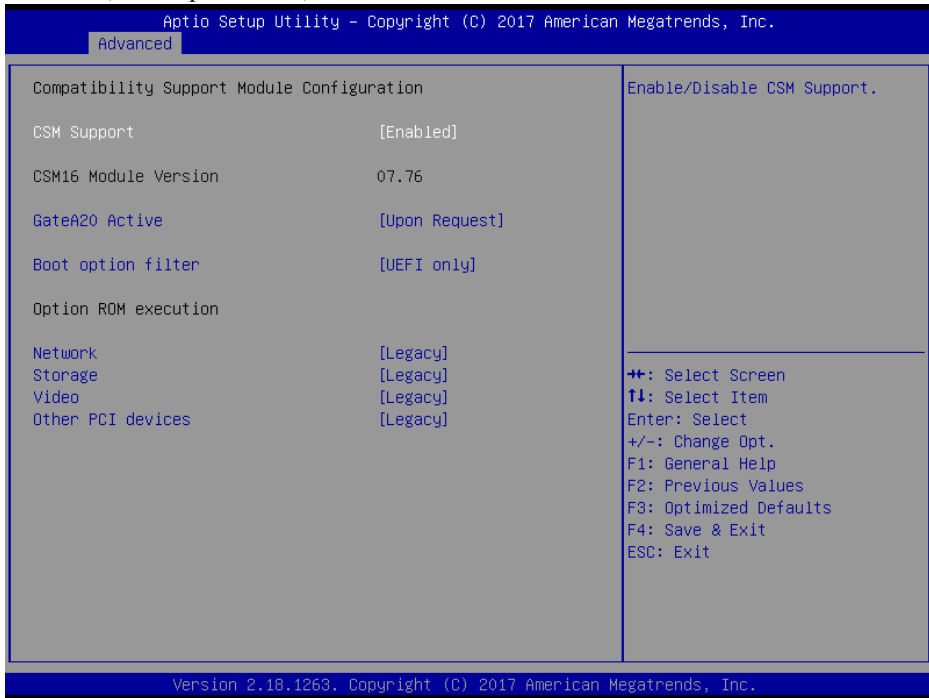 Aptio Setup Utility – Copyright (C) 2017 American Megatrends, Inc.
Advanced
Compatibility Support Module Configuration
CSM Support [Enabled]
CSM16 Module Version 07.76
GateA20 Active [Upon Request]
Boot option filter [UEFI only]
Option ROM execution
Network [Legacy]
Storage [Legacy]
Video [Legacy]
Other PCI devices [Legacy]
Enable/Disable CSM Support.
→←: Select Screen
↑↓: Select Item
Enter: Select
+/-: Change Opt.
F1: General Help
F2: Previous Values
F3: Optimized Defaults
F4: Save & Exit
ESC: Exit
Version 2.18.1263. Copyright (C) 2017 American Megatrends, Inc.